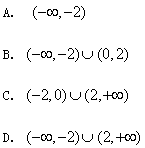 A. (-∞,-2)
B. (-∞,-2)∪(0,2)
C. (-2,0)∪(2,+∞)
D. (-∞,-2)∪(2,+∞)